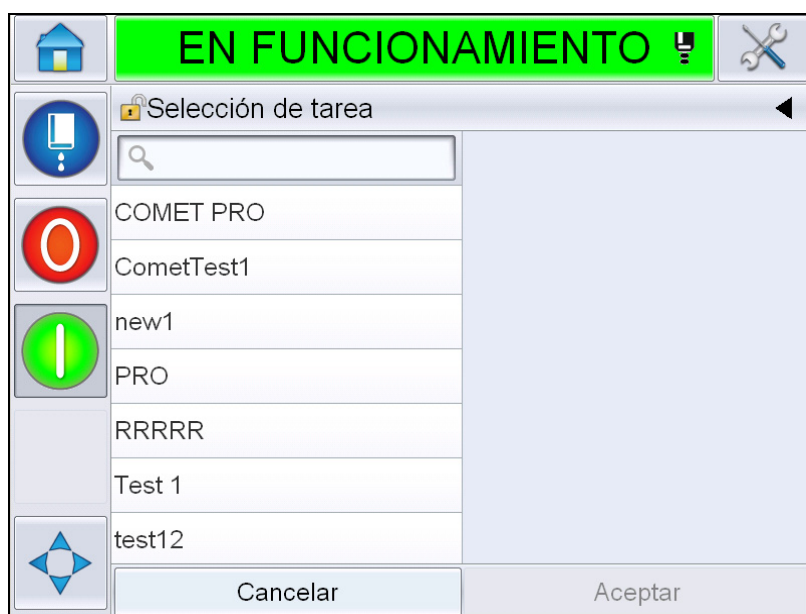 EN FUNCIONAMIENTO
Selección de tarea
COMET PRO
CometTest1
new1
PRO
RRRRR
Test 1
test12
Cancelar
Aceptar